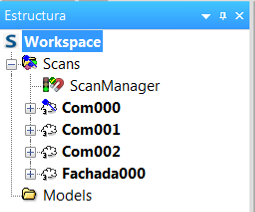 Estructura
Workspace
Scans
ScanManager
Com000
Com001
Com002
Fachada000
Models